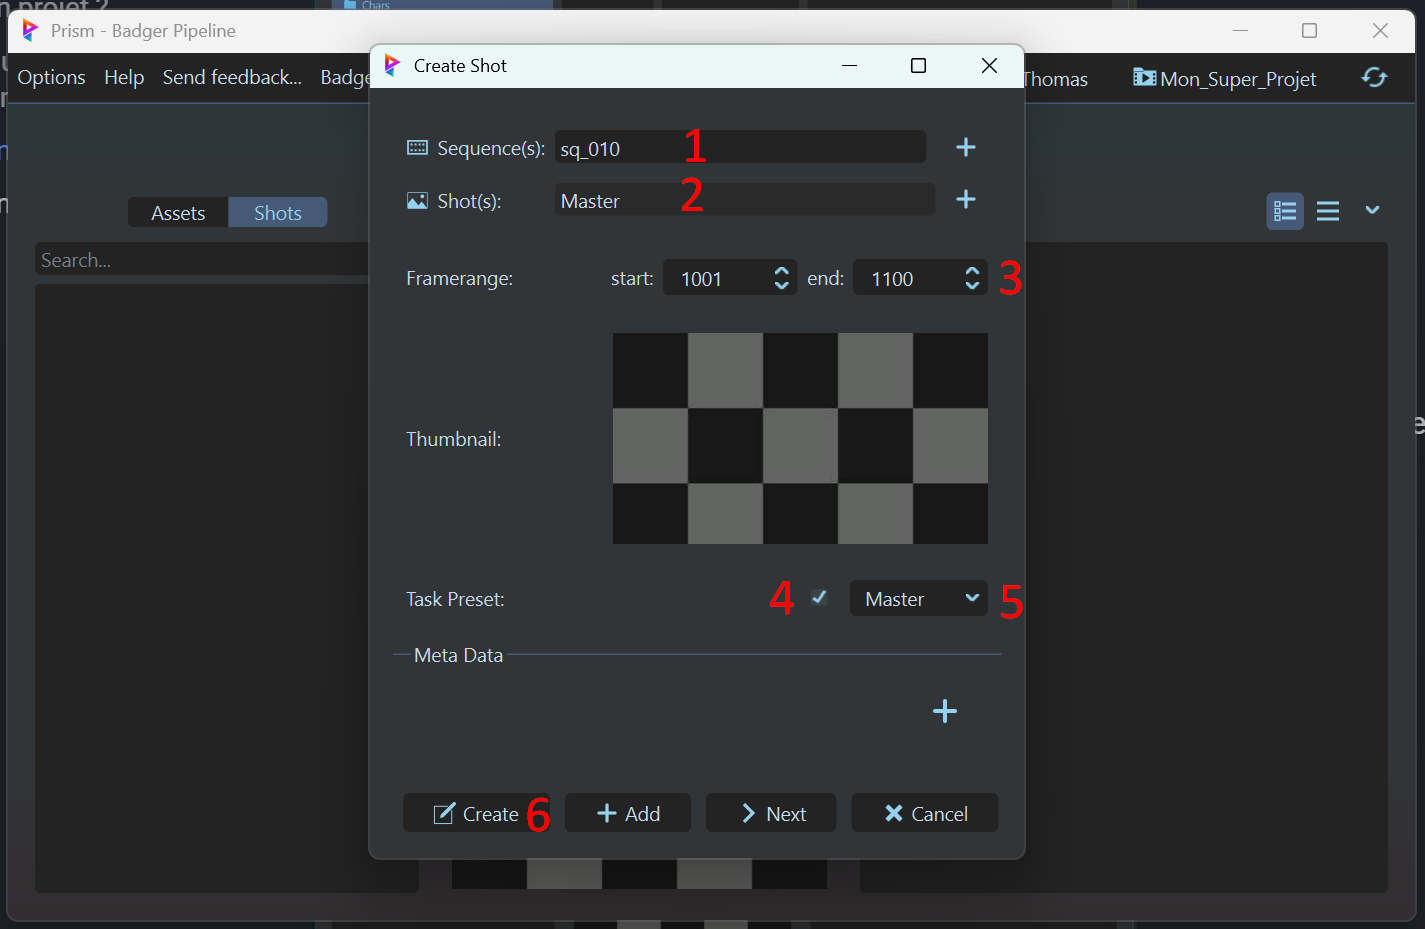 Chars
Prism - Badger Pipeline
Create Shot
Options Help Send feedback... Badge
Thomas Mon_Super_Projet
Sequence(s): sq_010 1
Shot(s): Master 2
Assets Shots
Search...
Framerange: start: 1001 end: 1100 3
Thumbnail:
Task Preset: 4 Master 5
Meta Data
Create 6 Add Next Cancel